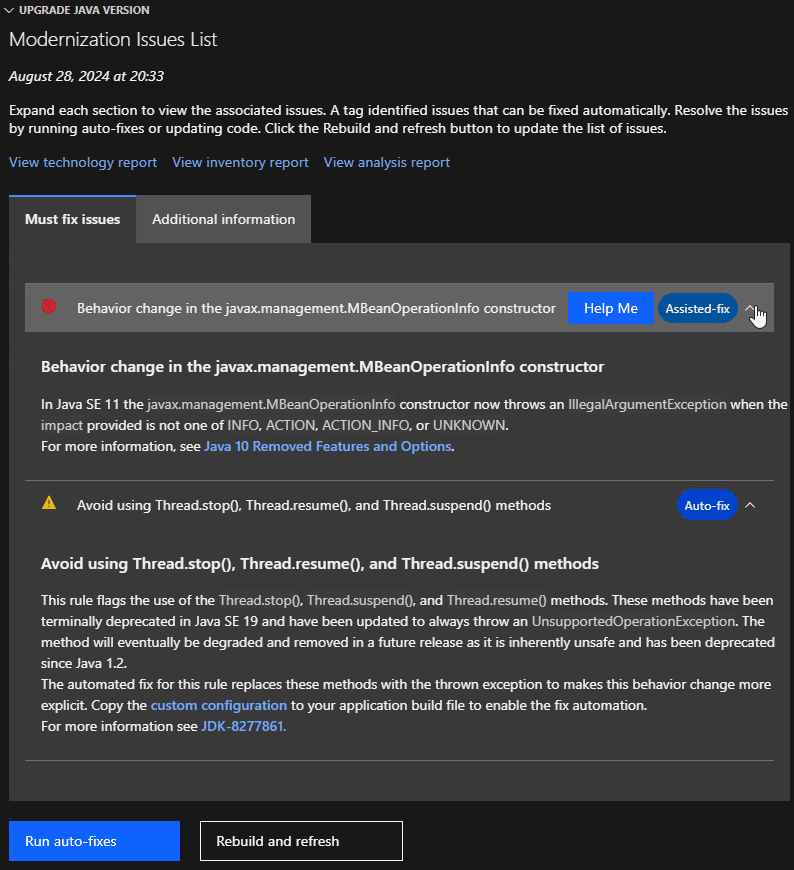 UPGRADE JAVA VERSION
Modernization Issues List
August 28, 2024 at 20:33
Expand each section to view the associated issues. A tag identified issues that can be fixed automatically. Resolve the issues
by running auto-fixes or updating code. Click the Rebuild and refresh button to update the list of issues.
View technology report View inventory report View analysis report
Must fix issues Additional information
Behavior change in the javax.management.MBeanOperationInfo constructor Help Me Assisted-fix
Behavior change in the javax.management.MBeanOperationInfo constructor
In Java SE 11 the javax.management.MBeanOperationInfo constructor now throws an IllegalArgumentException when the
impact provided is not one of INFO, ACTION, ACTION_INFO, or UNKNOWN.
For more information, see Java 10 Removed Features and Options.
Avoid using Thread.stop(), Thread.resume(), and Thread.suspend() methods Auto-fix
Avoid using Thread.stop(), Thread.resume(), and Thread.suspend() methods
This rule flags the use of the Thread.stop(), Thread.suspend(), and Thread.resume() methods. These methods have been
terminally deprecated in Java SE 19 and have been updated to always throw an UnsupportedOperationException. The
method will eventually be degraded and removed in a future release as it is inherently unsafe and has been deprecated
since Java 1.2.
The automated fix for this rule replaces these methods with the thrown exception to makes this behavior change more
explicit. Copy the custom configuration to your application build file to enable the fix automation.
For more information see JDK-8277861.
Run auto-fixes Rebuild and refresh